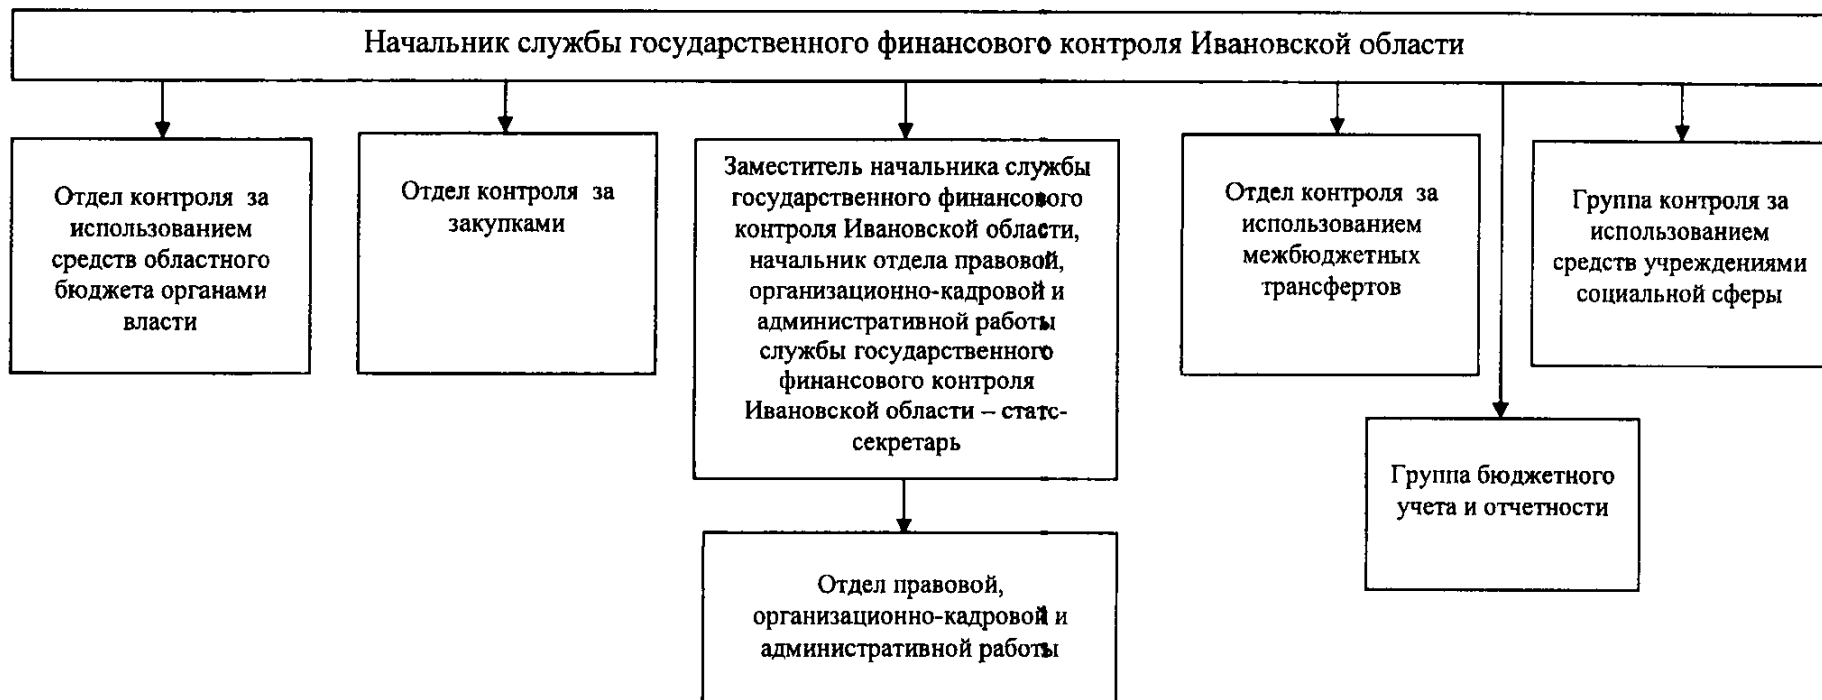 Начальник службы государственного финансового контроля Ивановской области
Отдел контроля за
использованием
средств областного
бюджета органами
власти
Отдел контроля за
закупками
Заместитель начальника службы
государственного финансового
контроля Ивановской области,
начальник отдела правовой,
организационно-кадровой и
административной работы
службы государственного
финансового контроля
Ивановской области – статс-
секретарь
Отдел контроля за
использованием
межбюджетных
трансфертов
Группа контроля за
использованием
средств учреждениями
социальной сферы
Группа бюджетного
учета и отчетности
Отдел правовой,
организационно-кадровой и
административной работы